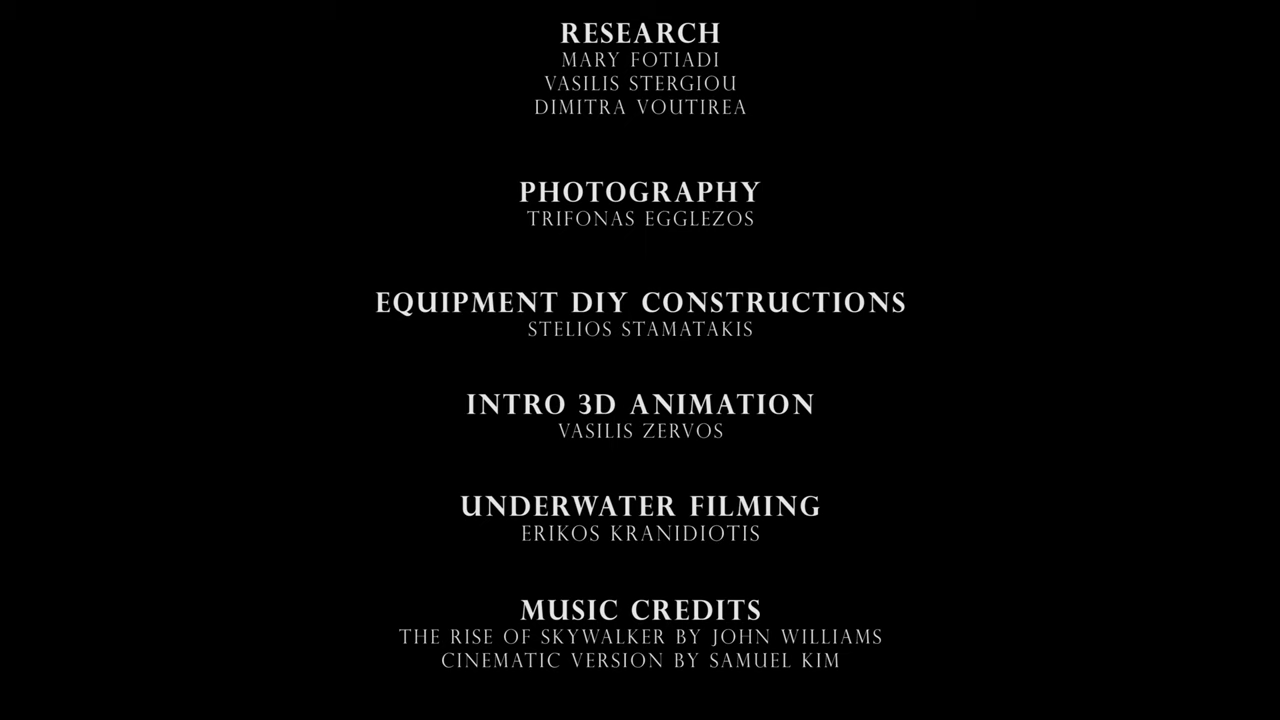 RESEARCH
MARY FOTIADI
VASILIS STERGIOU
DIMITRA VOUTIREA
PHOTOGRAPHY
TRIFONAS EGGLEZOS
EQUIPMENT DIY CONSTRUCTIONS
STELIOS STAMATAKIS
INTRO 3D ANIMATION
VASILIS ZERVOS
UNDERWATER FILMING
ERIKOS KRANIDIOTIS
MUSIC CREDITS
THE RISE OF SKYWALKER BY JOHN WILLIAMS
CINEMATIC VERSION BY SAMUEL KIM